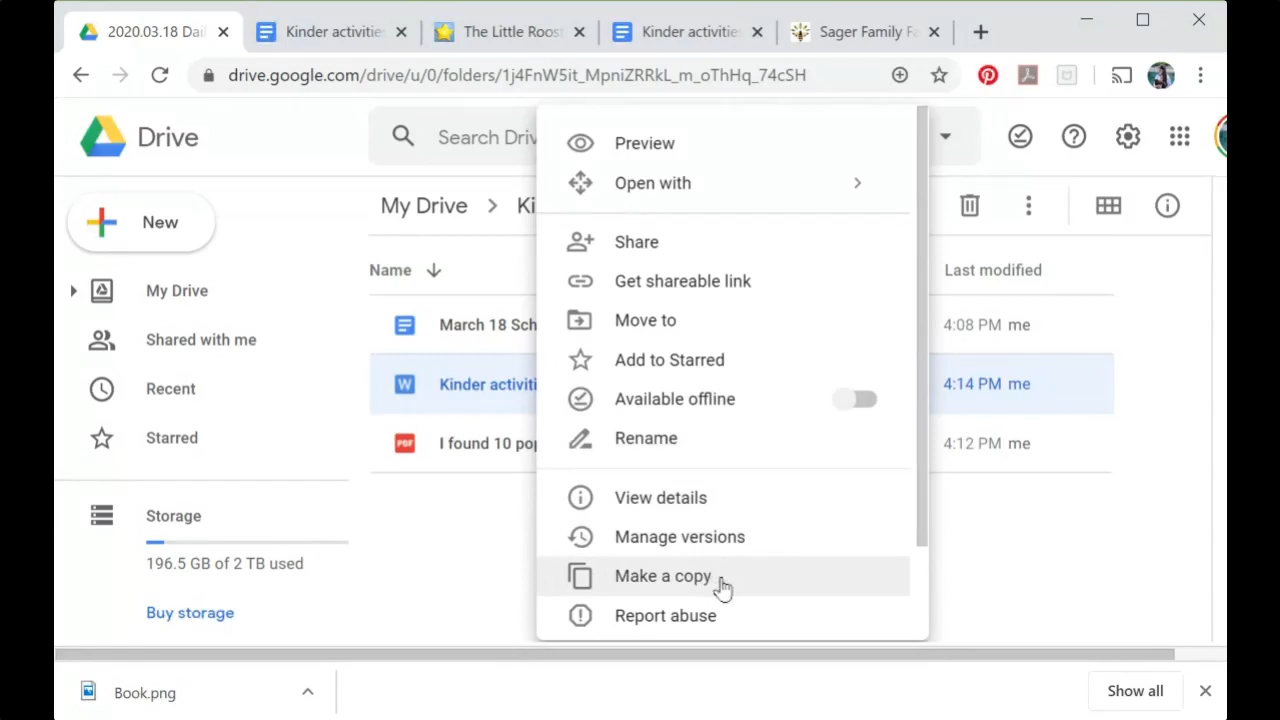 2020.03.18 Dail
Kinder activitie
The Little Roos
Kinder activitie
Sager Family Fa
drive.google.com/drive/u/0/folders/1j4FnW5it_MpniZRRkL_m_oThHq_74cSH
Drive
Search Driv
New
My Drive
Shared with me
Recent
Starred
Storage
196.5 GB of 2 TB used
Buy storage
My Drive > Ki
Name
Last modified
March 18 Sch
4:08 PM me
W
Kinder activiti
4:14 PM me
PDF
I found 10 pop
4:12 PM me
Preview
Open with
Share
Get shareable link
Move to
Add to Starred
Available offline
Rename
View details
Manage versions
Make a copy
Report abuse
Book.png
Show all